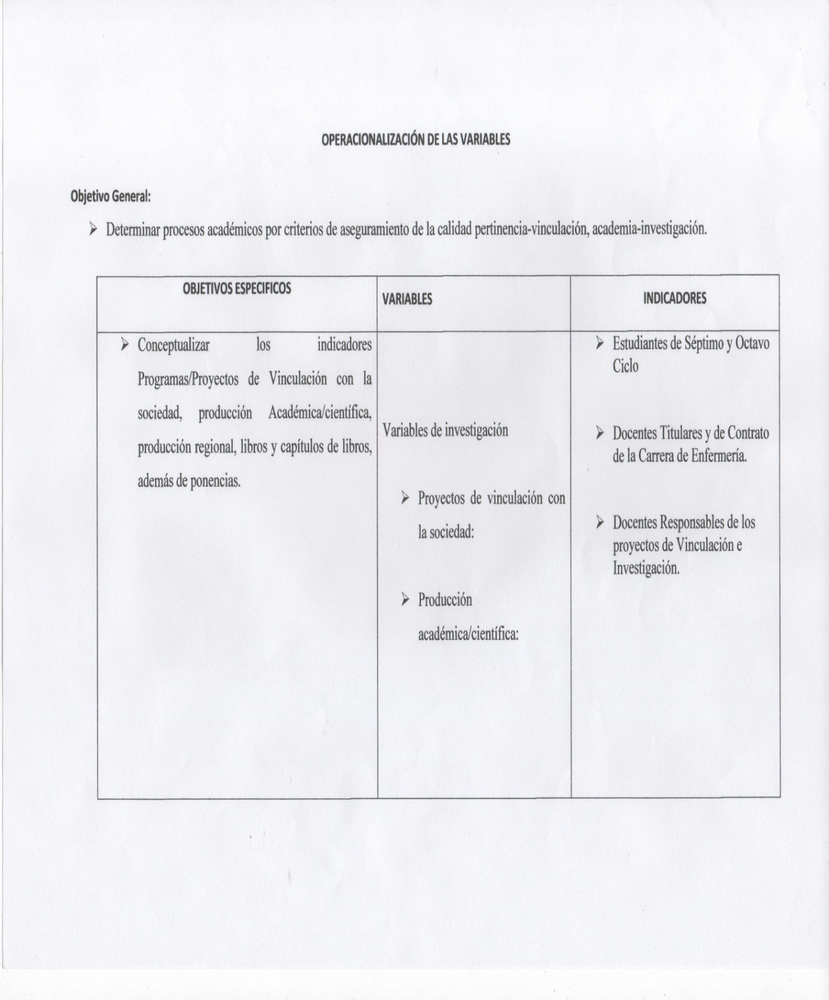 OPERACIONALIZACIÓN DE LAS VARIABLES
Objetivo General:
➢ Determinar procesos académicos por criterios de aseguramiento de la calidad pertinencia-vinculación, academia-investigación.
OBJETIVOS ESPECIFICOS
➢ Conceptualizar los indicadores
Programas/Proyectos de Vinculación con la
sociedad, producción Académica/científica,
producción regional, libros y capítulos de libros,
además de ponencias.
VARIABLES
Variables de investigación
➢ Proyectos de vinculación con
la sociedad:
➢ Producción
académica/científica:
INDICADORES
➢ Estudiantes de Séptimo y Octavo
Ciclo
➢ Docentes Titulares y de Contrato
de la Carrera de Enfermería.
➢ Docentes Responsables de los
proyectos de Vinculación e
Investigación.